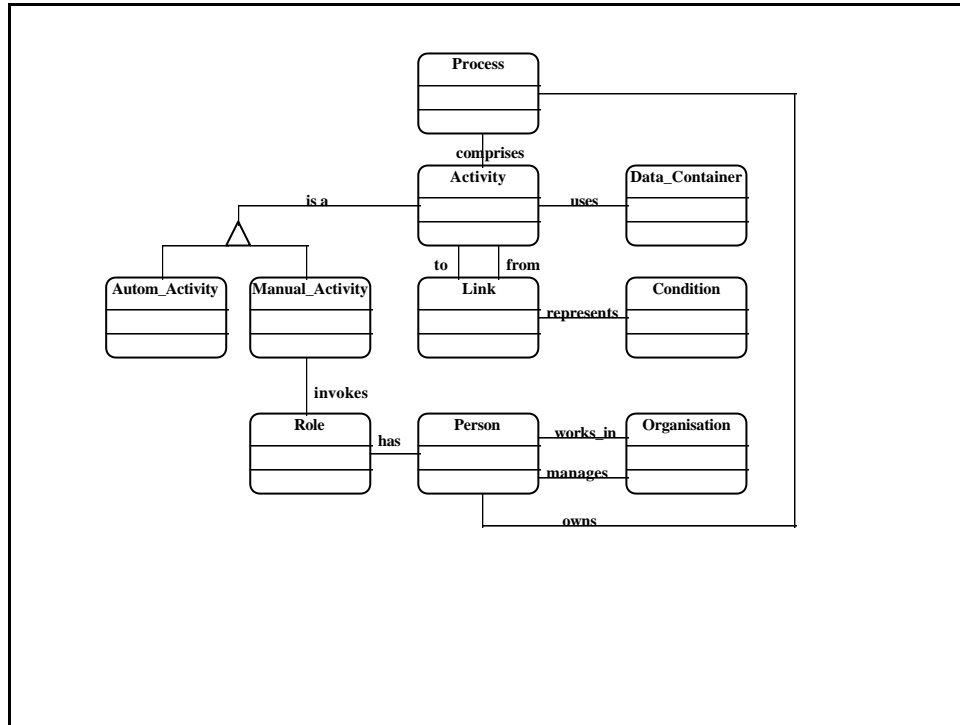 Process
comprises
Activity
Data_Container
is a
uses
to
from
Autom_Activity
Manual_Activity
Link
Condition
represents
invokes
Role
Person
Organisation
has
works_in
manages
owns